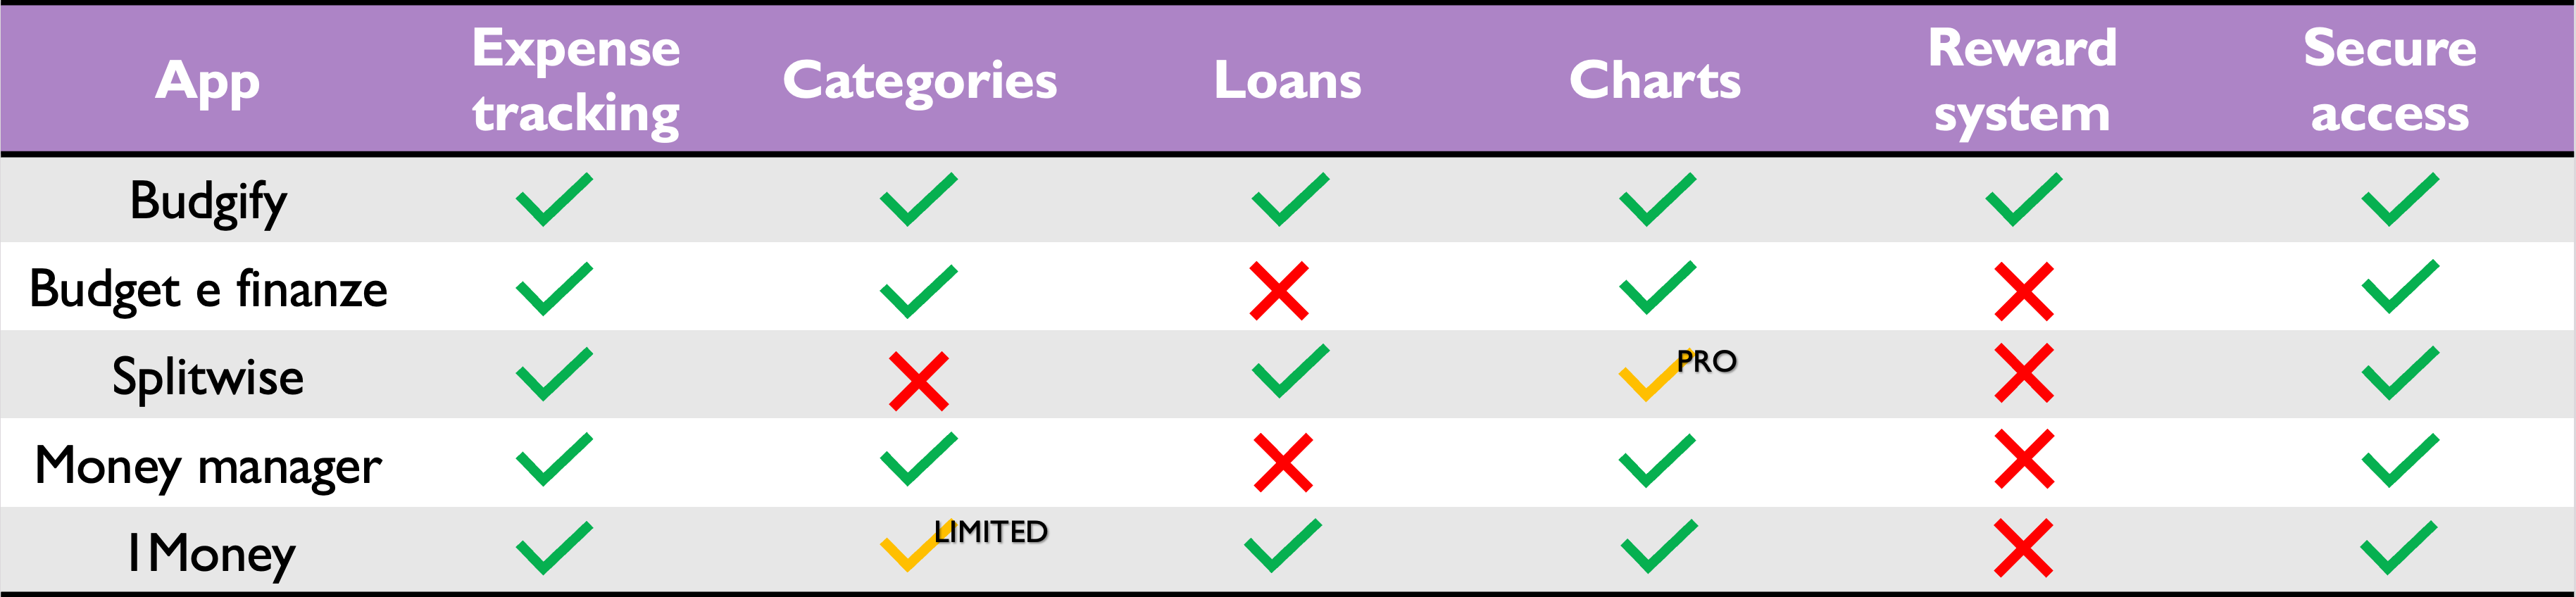 App Expense tracking Categories Loans Charts Reward system Secure access
Budgify
Budget e finanze
Splitwise PRO
Money manager
1Money LIMITED